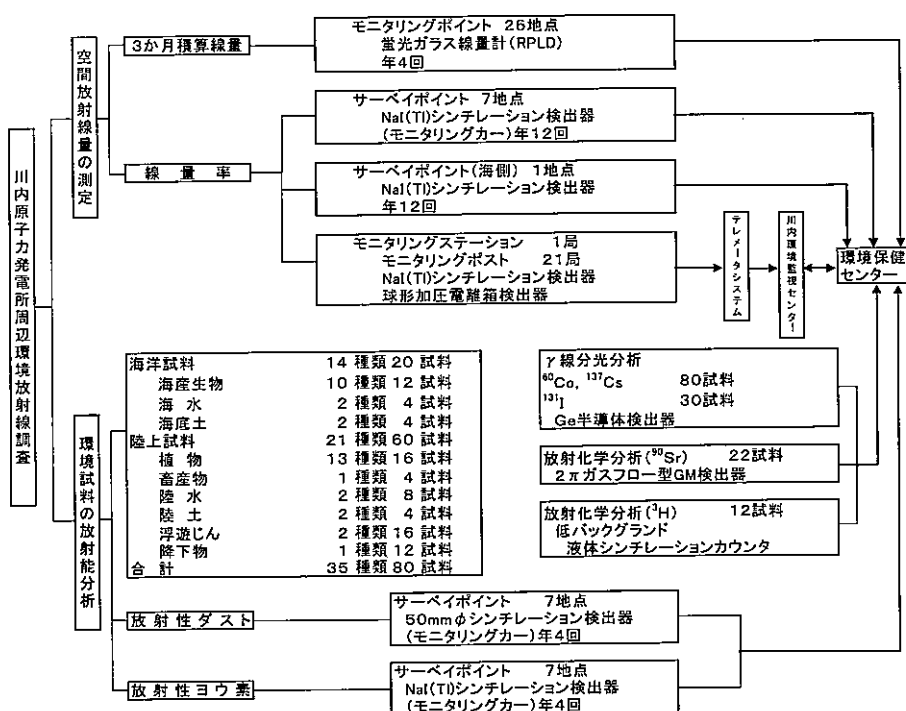 川内原子力発電所周辺環境放射線調査
空間放射線量の測定
3か月積算線量
モニタリングポイント 26地点
蛍光ガラス線量計(RPLD)
年4回
線量率
サーベイポイント 7地点
NaI(Tl)シンチレーション検出器
(モニタリングカー)年12回
サーベイポイント(海側) 1地点
NaI(Tl)シンチレーション検出器
年12回
モニタリングステーション 1局
モニタリングポスト 21局
NaI(Tl)シンチレーション検出器
球形加圧電離箱検出器
テレメータシステム
川内環境監視センター
環境保健
センター
環境試料の放射能分析
海洋試料 14 種類 20 試料
海産生物 10 種類 12 試料
海 水 2 種類 4 試料
海底土 2 種類 4 試料
陸上試料 21 種類 60 試料
植 物 13 種類 16 試料
畜産物 1 種類 4 試料
陸 水 2 種類 8 試料
陸 土 2 種類 4 試料
浮遊じん 2 種類 16 試料
降下物 1 種類 12 試料
合 計 35 種類 80 試料
γ線分光分析
⁶⁰Co, ¹³⁷Cs 80試料
¹³¹I 30試料
Ge半導体検出器
放射化学分析(⁹⁰Sr) 22試料
2πガスフロー型GM検出器
放射化学分析(³H) 12試料
低バックグランド
液体シンチレーションカウンタ
放射性ダスト
サーベイポイント 7地点
50mmφシンチレーション検出器
(モニタリングカー)年4回
放射性ヨウ素
サーベイポイント 7地点
NaI(Tl)シンチレーション検出器
(モニタリングカー)年4回